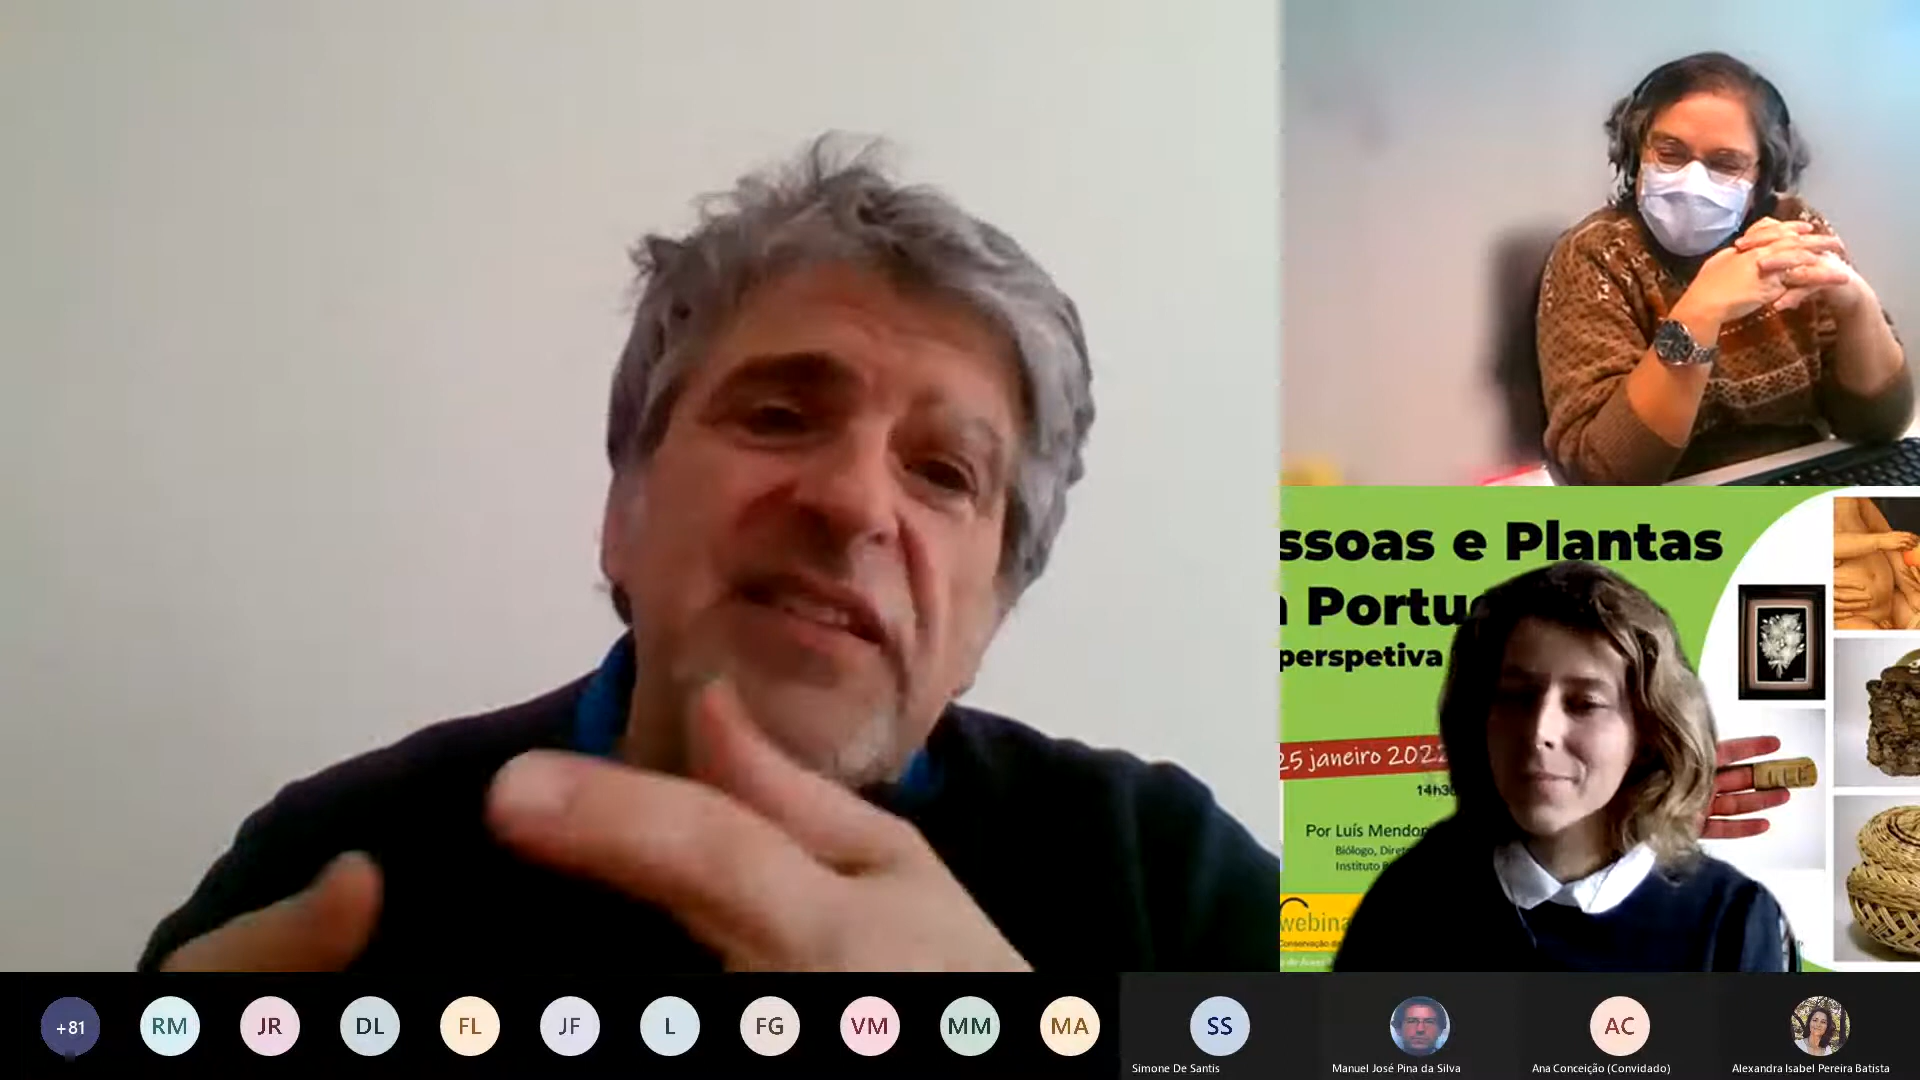 ssoas e Plantas
Portu
perspetiva
25 janeiro 2022
14h3
Por Luís Mendon
Biólogo, Dire
Instituto
webina
Conservação d
+81
RM
JR
DL
FL
JF
L
FG
VM
MM
MA
SS
AC
Simone De Santis
Manuel José Pina da Silva
Ana Conceição (Convidado)
Alexandra Isabel Pereira Batista